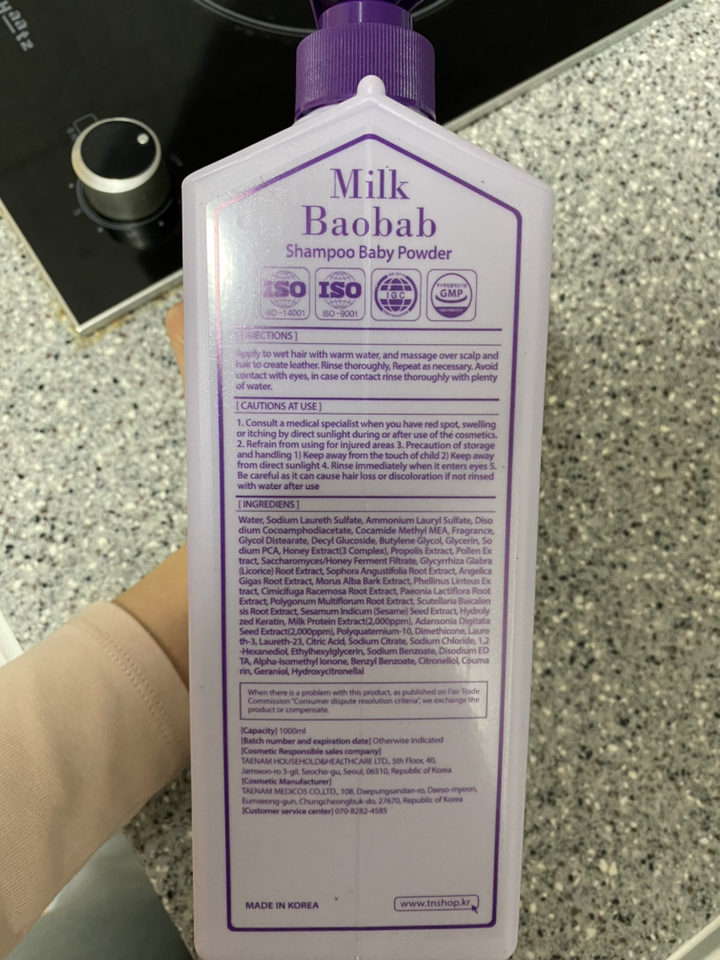 Haatz
Milk
Baobab
Shampoo Baby Powder
ISO
ISO-14001
ISO
ISO-9001
IGC
GMP
[DIRECTIONS]
Apply to wet hair with warm water, and massage over scalp and
hair to create leather. Rinse thoroughly, Repeat as necessary. Avoid
contact with eyes, in case of contact rinse thoroughly with plenty
of water.
[CAUTIONS AT USE]
1. Consult a medical specialist when you have red spot, swelling
or itching by direct sunlight during or after use of the cosmetics.
2. Refrain from using for injured areas 3. Precaution of storage
and handling 1) Keep away from the touch of child 2) Keep away
from direct sunlight 4. Rinse immediately when it enters eyes 5.
Be careful as it can cause hair loss or discoloration if not rinsed
with water after use
[INGREDIENS]
Water, Sodium Laureth Sulfate, Ammonium Lauryl Sulfate, Diso
dium Cocoamphodiacetate, Cocamide Methyl MEA, Fragrance,
Glycol Distearate, Decyl Glucoside, Butylene Glycol, Glycerin, So
dium PCA, Honey Extract(3 Complex), Propolis Extract, Pollen Ex
tract, Saccharomyces/Honey Ferment Filtrate, Glycyrrhiza Glabra
(Licorice) Root Extract, Sophora Angustifolia Root Extract, Angelica
Gigas Root Extract, Morus Alba Bark Extract, Phellinus Linteus Ex
tract, Cimicifuga Racemosa Root Extract, Paeonia Lactiflora Root
Extract, Polygonum Multiflorum Root Extract, Scutellaria Baicalen
sis Root Extract, Sesamum Indicum (Sesame) Seed Extract, Hydroly
zed Keratin, Milk Protein Extract(2,000ppm), Adansonia Digitata
Seed Extract(2,000ppm), Polyquaternium-10, Dimethicone, Laure
th-3, Laureth-23, Citric Acid, Sodium Citrate, Sodium Chloride, 1,2
-Hexanediol, Ethylhexylglycerin, Sodium Benzoate, Disodium ED
TA, Alpha-Isomethyl Ionone, Benzyl Benzoate, Citronellol, Couma
rin, Geraniol, Hydroxycitronellal
When there is a problem with this product, as published on Fair Trade
Commission "Consumer dispute resolution criteria", we exchange the
product or compensate.
[Capacity] 1000ml
[Batch number and expiration date] Otherwise indicated
[Cosmetic Responsible sales company]
TAENAM HOUSEHOLD&HEALTHCARE LTD., 5th Floor, 40,
Jamwon-ro 3-gil, Seocho-gu, Seoul, 06510, Republic of Korea
[Cosmetic Manufacturer]
TAENAM MEDICOS CO.,LTD., 108, Daepungsandan-ro, Daeso-myeon,
Eumseong-gun, Chungcheongbuk-do, 27670, Republic of Korea
[Customer service center] 070-8282-4585
MADE IN KOREA
www.tnshop.kr